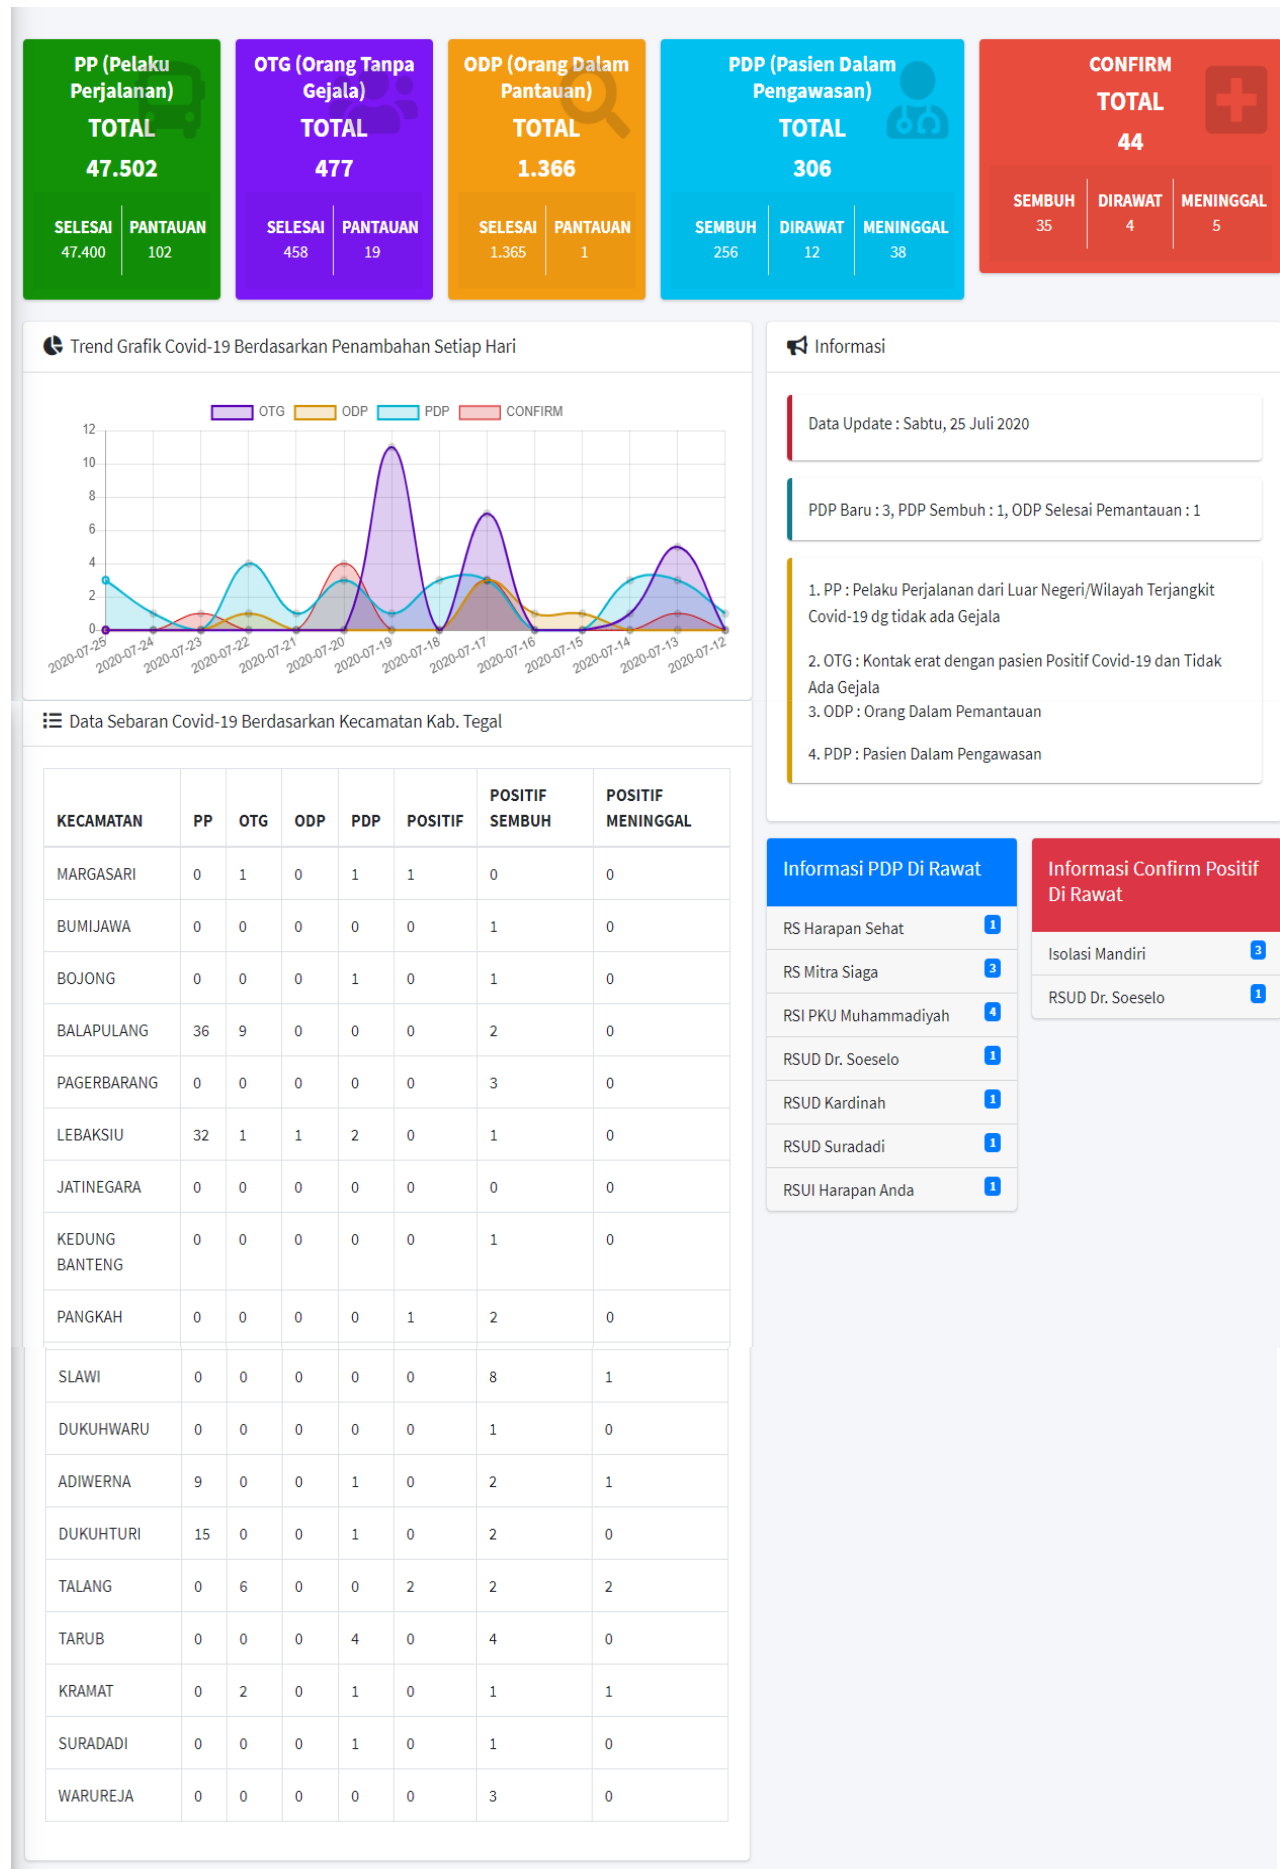 PP (Pelaku
Perjalanan)
TOTAL
47.502
SELESAI PANTAUAN
47.400 102
OTG (Orang Tanpa
Gejala)
TOTAL
477
SELESAI PANTAUAN
458 19
ODP (Orang Dalam
Pantauan)
TOTAL
1.366
SELESAI PANTAUAN
1.365 1
PDP (Pasien Dalam
Pengawasan)
TOTAL
306
SEMBUH DIRAWAT MENINGGAL
256 12 38
CONFIRM
TOTAL
44
SEMBUH DIRAWAT MENINGGAL
35 4 5
Trend Grafik Covid-19 Berdasarkan Penambahan Setiap Hari
OTG ODP PDP CONFIRM
12
10
8
6
4
2
0
2020-07-25 2020-07-24 2020-07-23 2020-07-22 2020-07-21 2020-07-20 2020-07-19 2020-07-18 2020-07-17 2020-07-16 2020-07-15 2020-07-14 2020-07-13 2020-07-12
Informasi
Data Update : Sabtu, 25 Juli 2020
PDP Baru : 3, PDP Sembuh : 1, ODP Selesai Pemantauan : 1
1. PP : Pelaku Perjalanan dari Luar Negeri/Wilayah Terjangkit
Covid-19 dg tidak ada Gejala
2. OTG : Kontak erat dengan pasien Positif Covid-19 dan Tidak
Ada Gejala
3. ODP : Orang Dalam Pemantauan
4. PDP : Pasien Dalam Pengawasan
Data Sebaran Covid-19 Berdasarkan Kecamatan Kab. Tegal
KECAMATAN PP OTG ODP PDP POSITIF POSITIF SEMBUH POSITIF MENINGGAL
MARGASARI 0 1 0 1 1 0 0
BUMIJAWA 0 0 0 0 0 1 0
BOJONG 0 0 0 1 0 1 0
BALAPULANG 36 9 0 0 0 2 0
PAGERBARANG 0 0 0 0 0 3 0
LEBAKSIU 32 1 1 2 0 1 0
JATINEGARA 0 0 0 0 0 0 0
KEDUNG BANTENG 0 0 0 0 0 1 0
PANGKAH 0 0 0 0 1 2 0
SLAWI 0 0 0 0 0 8 1
DUKUHWARU 0 0 0 0 0 1 0
ADIWERNA 9 0 0 1 0 2 1
DUKUHTURI 15 0 0 1 0 2 0
TALANG 0 6 0 0 2 2 2
TARUB 0 0 0 4 0 4 0
KRAMAT 0 2 0 1 0 1 1
SURADADI 0 0 0 1 0 1 0
WARUREJA 0 0 0 0 0 3 0
Informasi PDP Di Rawat
RS Harapan Sehat 1
RS Mitra Siaga 3
RSI PKU Muhammadiyah 4
RSUD Dr. Soeselo 1
RSUD Kardinah 1
RSUD Suradadi 1
RSUI Harapan Anda 1
Informasi Confirm Positif
Di Rawat
Isolasi Mandiri 3
RSUD Dr. Soeselo 1